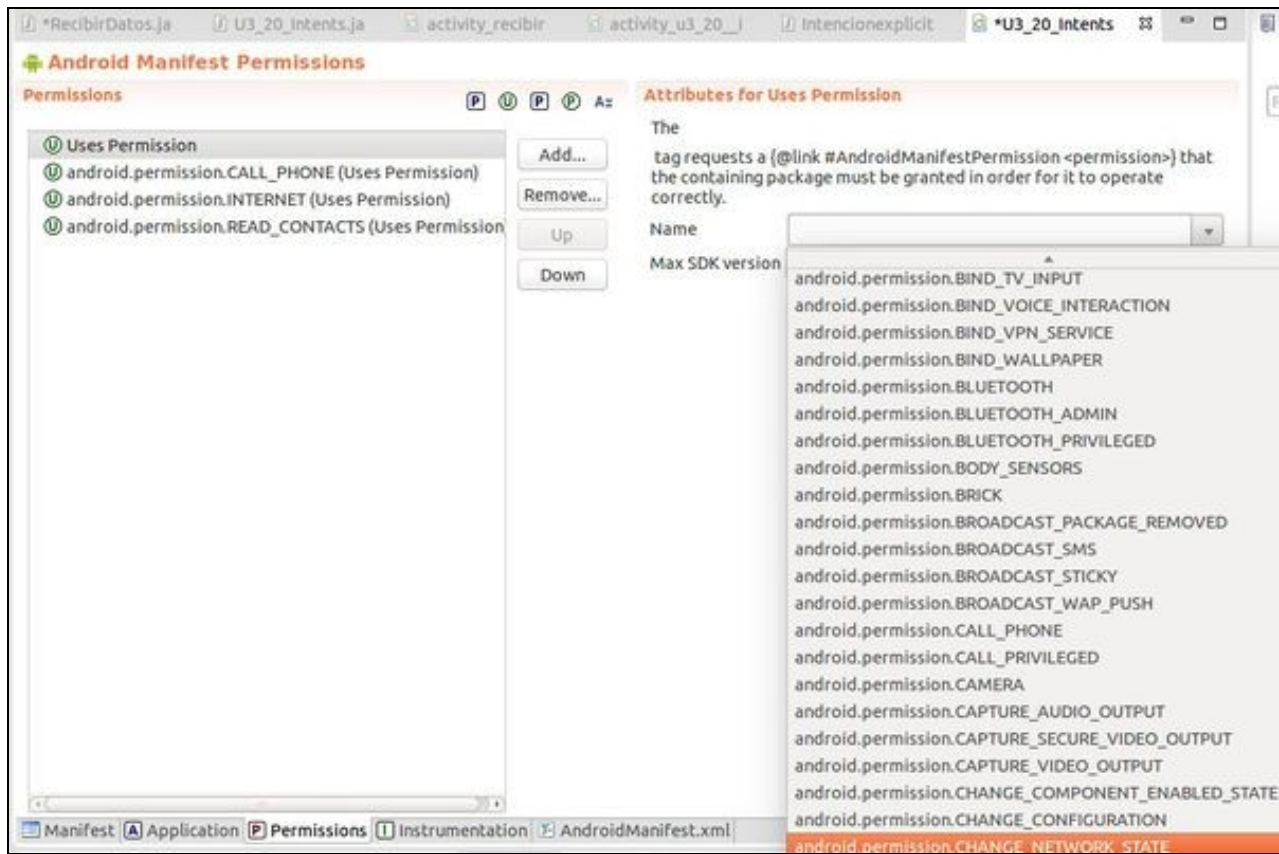 *RecibirDatos.ja U3_20_Intents.ja activity_recibir activity_u3_20__i Intencionexplicit *U3_20_Intents
Android Manifest Permissions
Permissions
P U P P Az
U Uses Permission
U android.permission.CALL_PHONE (Uses Permission)
U android.permission.INTERNET (Uses Permission)
U android.permission.READ_CONTACTS (Uses Permission
Add...
Remove...
Up
Down
Attributes for Uses Permission
The
tag requests a {@link #AndroidManifestPermission <permission>} that
the containing package must be granted in order for it to operate
correctly.
Name
Max SDK version
android.permission.BIND_TV_INPUT
android.permission.BIND_VOICE_INTERACTION
android.permission.BIND_VPN_SERVICE
android.permission.BIND_WALLPAPER
android.permission.BLUETOOTH
android.permission.BLUETOOTH_ADMIN
android.permission.BLUETOOTH_PRIVILEGED
android.permission.BODY_SENSORS
android.permission.BRICK
android.permission.BROADCAST_PACKAGE_REMOVED
android.permission.BROADCAST_SMS
android.permission.BROADCAST_STICKY
android.permission.BROADCAST_WAP_PUSH
android.permission.CALL_PHONE
android.permission.CALL_PRIVILEGED
android.permission.CAMERA
android.permission.CAPTURE_AUDIO_OUTPUT
android.permission.CAPTURE_SECURE_VIDEO_OUTPUT
android.permission.CAPTURE_VIDEO_OUTPUT
android.permission.CHANGE_COMPONENT_ENABLED_STATE
android.permission.CHANGE_CONFIGURATION
android.permission.CHANGE_NETWORK_STATE
Manifest A Application P Permissions I Instrumentation AndroidManifest.xml